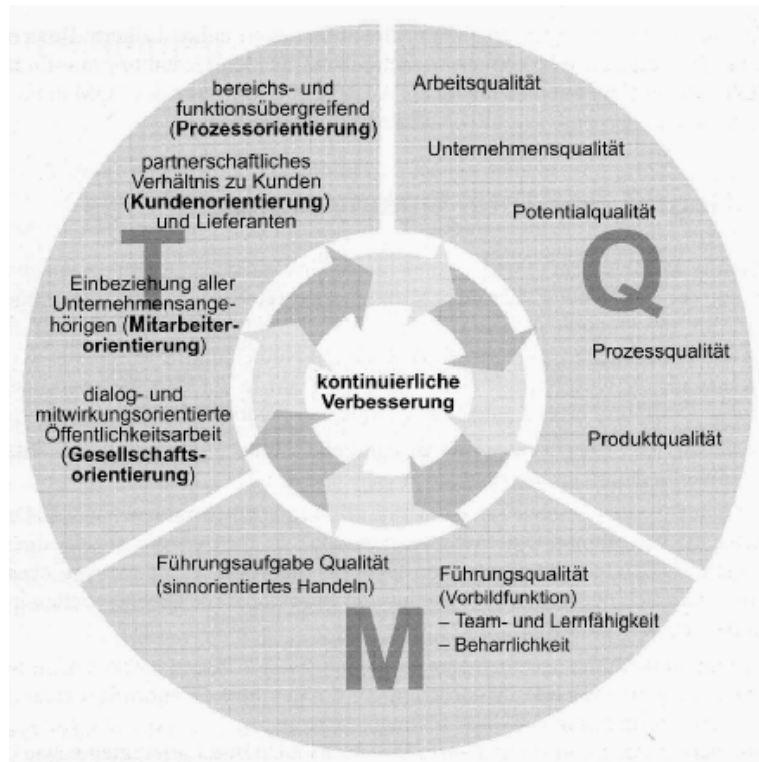 bereichs- und
funktionsübergreifend
(Prozessorientierung)
partnerschaftliches
Verhältnis zu Kunden
(Kundenorientierung)
und Lieferanten
T
Einbeziehung aller
Unternehmensange-
hörigen (Mitarbeiter-
orientierung)
dialog- und
mitwirkungsorientierte
Öffentlichkeitsarbeit
(Gesellschafts-
orientierung)
Arbeitsqualität
Unternehmensqualität
Potentialqualität
Q
Prozessqualität
Produktqualität
kontinuierliche
Verbesserung
Führungsaufgabe Qualität
(sinnorientiertes Handeln)
M
Führungsqualität
(Vorbildfunktion)
– Team- und Lernfähigkeit
– Beharrlichkeit